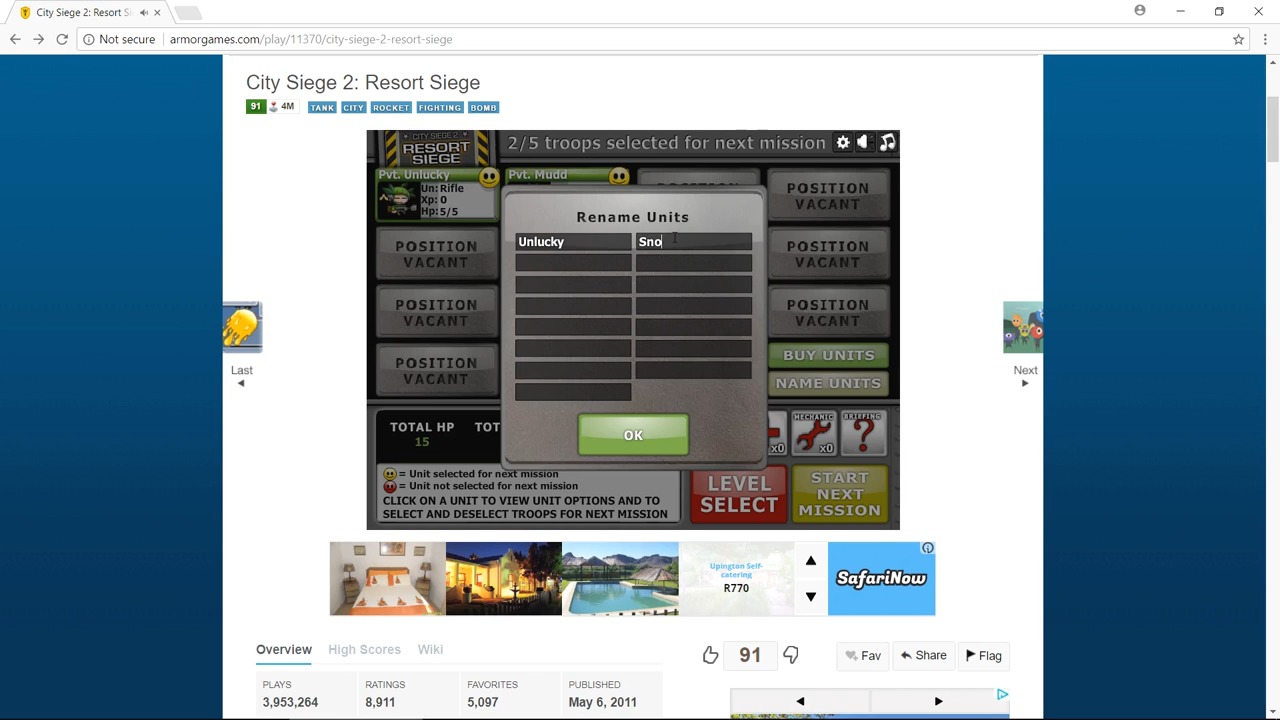 City Siege 2: Resort Si
Not secure
armorgames.com/play/11370/city-siege-2-resort-siege
City Siege 2: Resort Siege
91 4M TANK CITY ROCKET FIGHTING BOMB
CITY SIEGE 2
RESORT
SIEGE
2/5 troops selected for next mission
Pvt. Unlucky
Un: Rifle
Xp: 0
Hp: 5/5
Pvt. Mudd
POSITION
VACANT
Rename Units
Unlucky
Sno
POSITION
VACANT
POSITION
VACANT
POSITION
VACANT
POSITION
VACANT
POSITION
VACANT
POSITION
VACANT
BUY UNITS
NAME UNITS
OK
TOTAL HP
15
TOT
x0
MECHANIC
x0
BRIEFING
?
= Unit selected for next mission
= Unit not selected for next mission
CLICK ON A UNIT TO VIEW UNIT OPTIONS AND TO
SELECT AND DESELECT TROOPS FOR NEXT MISSION
LEVEL
SELECT
START
NEXT
MISSION
Last
Next
Upington Self-
catering
R770
SafariNow
Overview
High Scores
Wiki
91
Fav
Share
Flag
PLAYS
3,953,264
RATINGS
8,911
FAVORITES
5,097
PUBLISHED
May 6, 2011